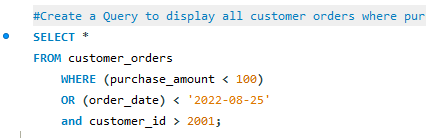 #Create a Query to display all customer orders where pur
SELECT *
FROM customer_orders
WHERE (purchase_amount < 100)
OR (order_date) < '2022-08-25'
and customer_id > 2001;